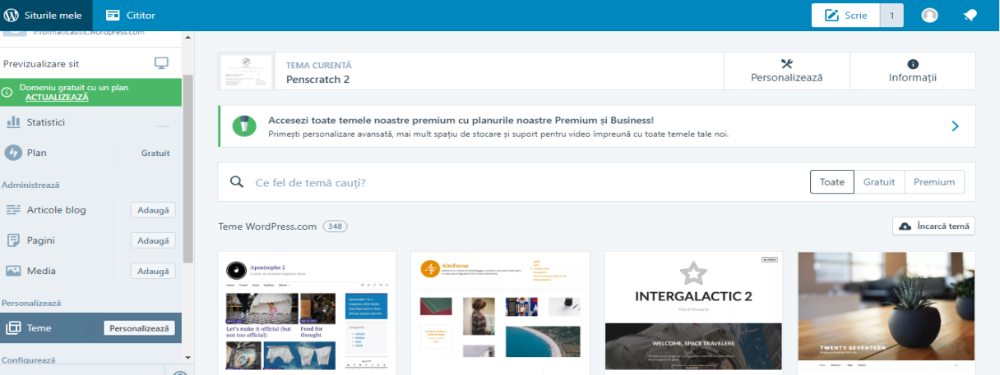 Siturile mele
Cititor
Scrie
1
informaticasitic.wordpress.com
Previzualizare sit
Domeniu gratuit cu un plan
ACTUALIZEAZĂ
Statistici
Plan
Gratuit
Administrează
Articole blog
Adaugă
Pagini
Adaugă
Media
Adaugă
Personalizează
Teme
Personalizează
Configurează
TEMA CURENTĂ
Penscratch 2
Personalizează
Informații
Accesezi toate temele noastre premium cu planurile noastre Premium și Business!
Primești personalizare avansată, mai mult spațiu de stocare și suport pentru video împreună cu toate temele tale noi.
Ce fel de temă cauți?
Toate
Gratuit
Premium
Teme WordPress.com
348
Încarcă temă
Apostrophe 2
Let's make it official (but
not too official)
Food for
thought
AF
AltoFocus
INTERGALACTIC 2
Out of this world
WELCOME, SPACE TRAVELERS
TWENTY SEVENTEEN